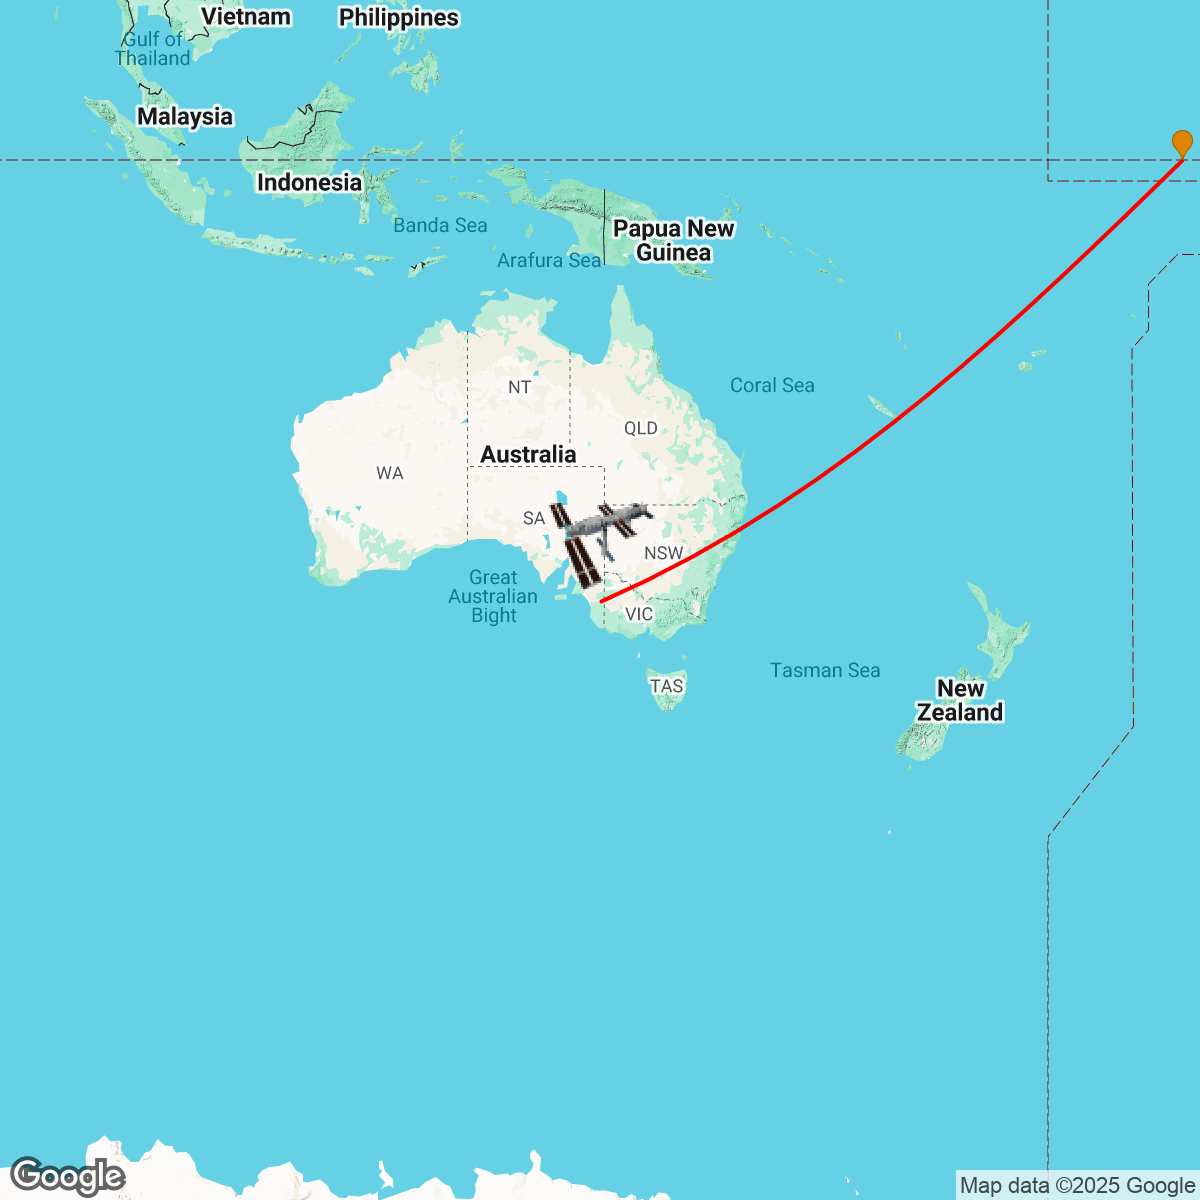 Vietnam
Philippines
Gulf of
Thailand
Malaysia
Indonesia
Banda Sea
Papua New
Guinea
Arafura Sea
NT
Coral Sea
QLD
Australia
WA
SA
NSW
Great
Australian
Bight
VIC
Tasman Sea
TAS
New
Zealand
Google
Map data ©2025 Google